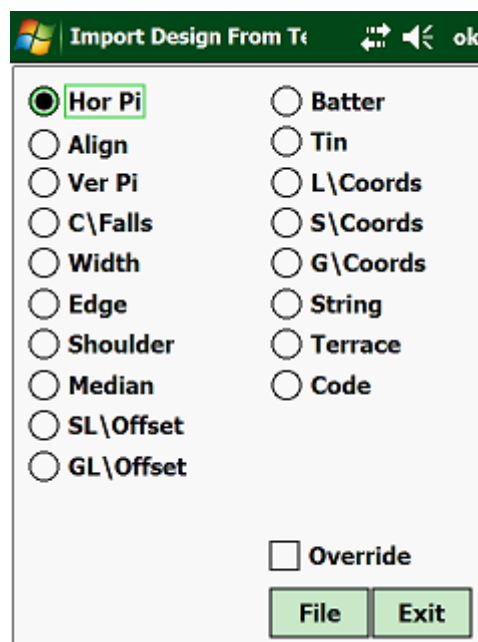 Import Design From Te
ok
Hor Pi
Align
Ver Pi
C\Falls
Width
Edge
Shoulder
Median
SL\Offset
GL\Offset
Batter
Tin
L\Coords
S\Coords
G\Coords
String
Terrace
Code
Override
File
Exit